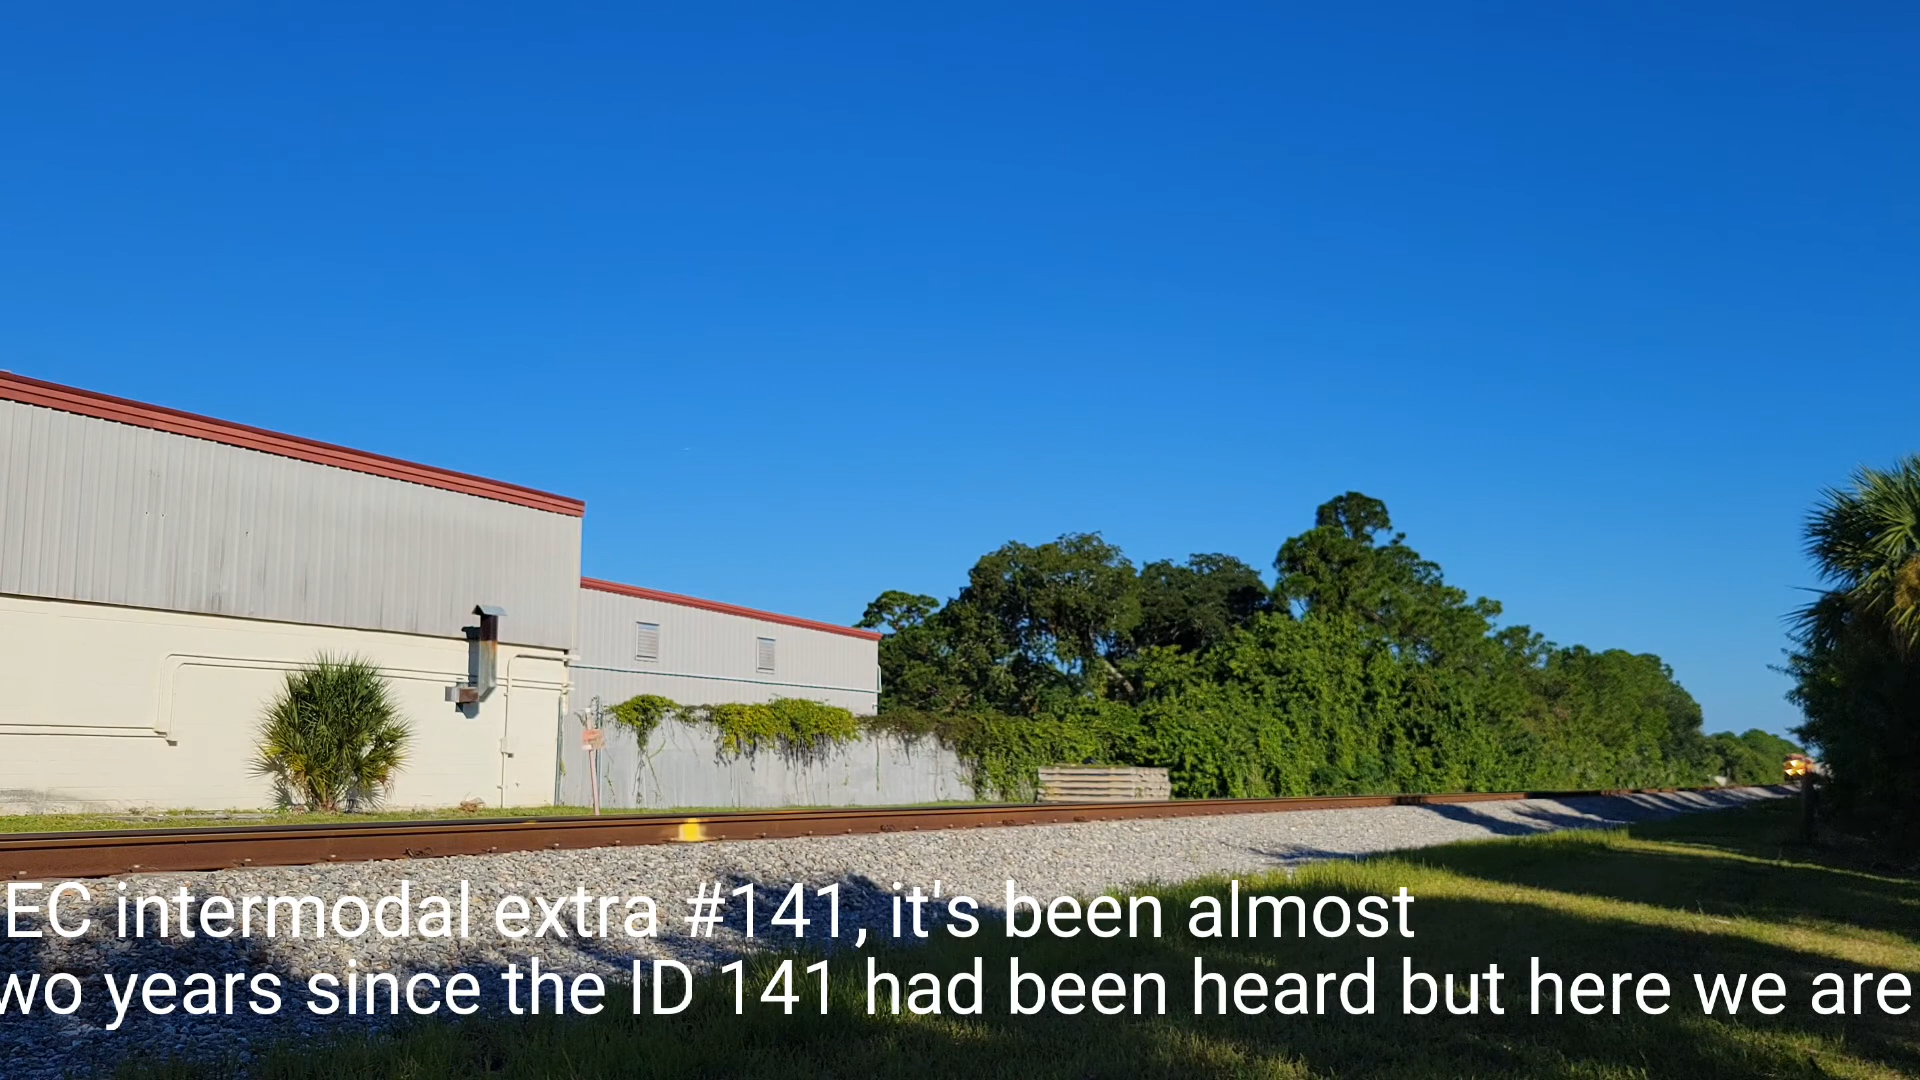 EC intermodal extra #141, it's been almost
wo years since the ID 141 had been heard but here we are